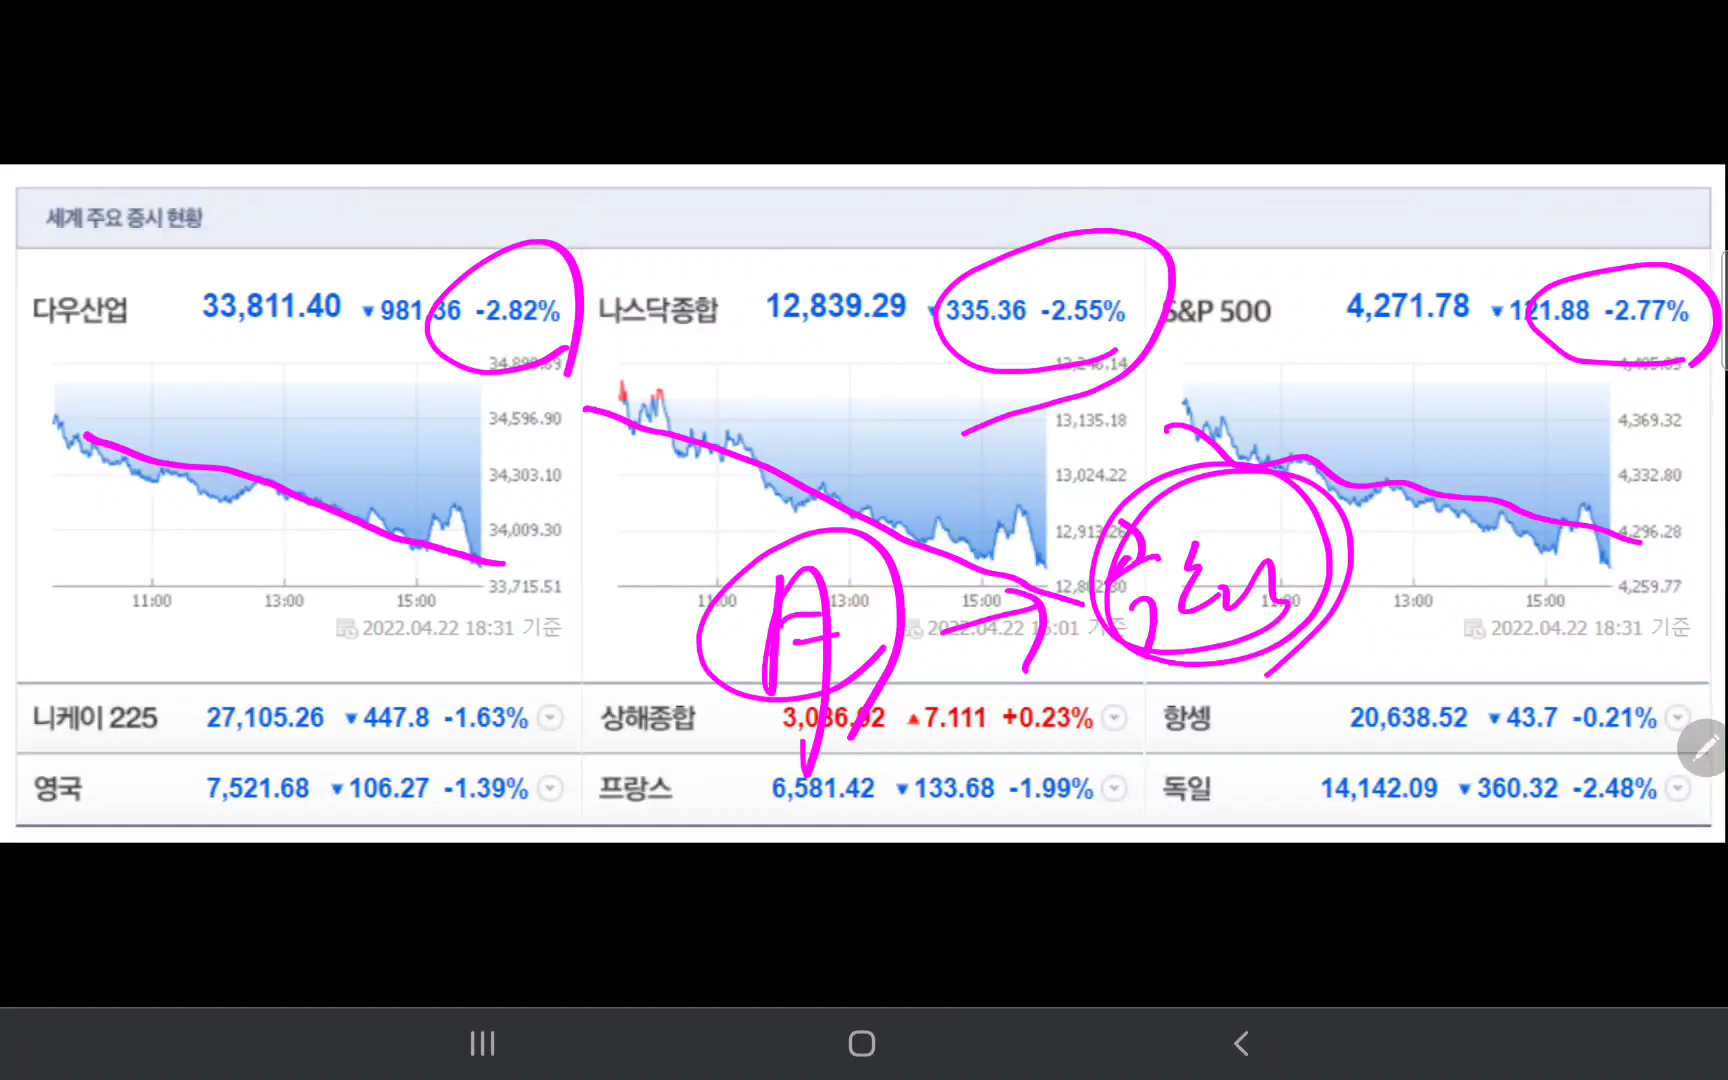 세계 주요 증시 현황
다우산업 33,811.40 ▼ 981.36 -2.82%
34,596.90
34,303.10
34,009.30
33,715.51
11:00 13:00 15:00
2022.04.22 18:31 기준
나스닥종합 12,839.29 ▼ 335.36 -2.55%
13,135.18
13,024.22
13:00 15:00
2022.04.22
S&P 500 4,271.78 ▼ 121.88 -2.77%
4,369.32
4,332.80
4,296.28
4,259.77
13:00 15:00
2022.04.22 18:31 기준
니케이 225 27,105.26 ▼ 447.8 -1.63%
상해종합 ▲ 7.111 +0.23%
항셍 20,638.52 ▼ 43.7 -0.21%
영국 7,521.68 ▼ 106.27 -1.39%
프랑스 6,581.42 ▼ 133.68 -1.99%
독일 14,142.09 ▼ 360.32 -2.48%